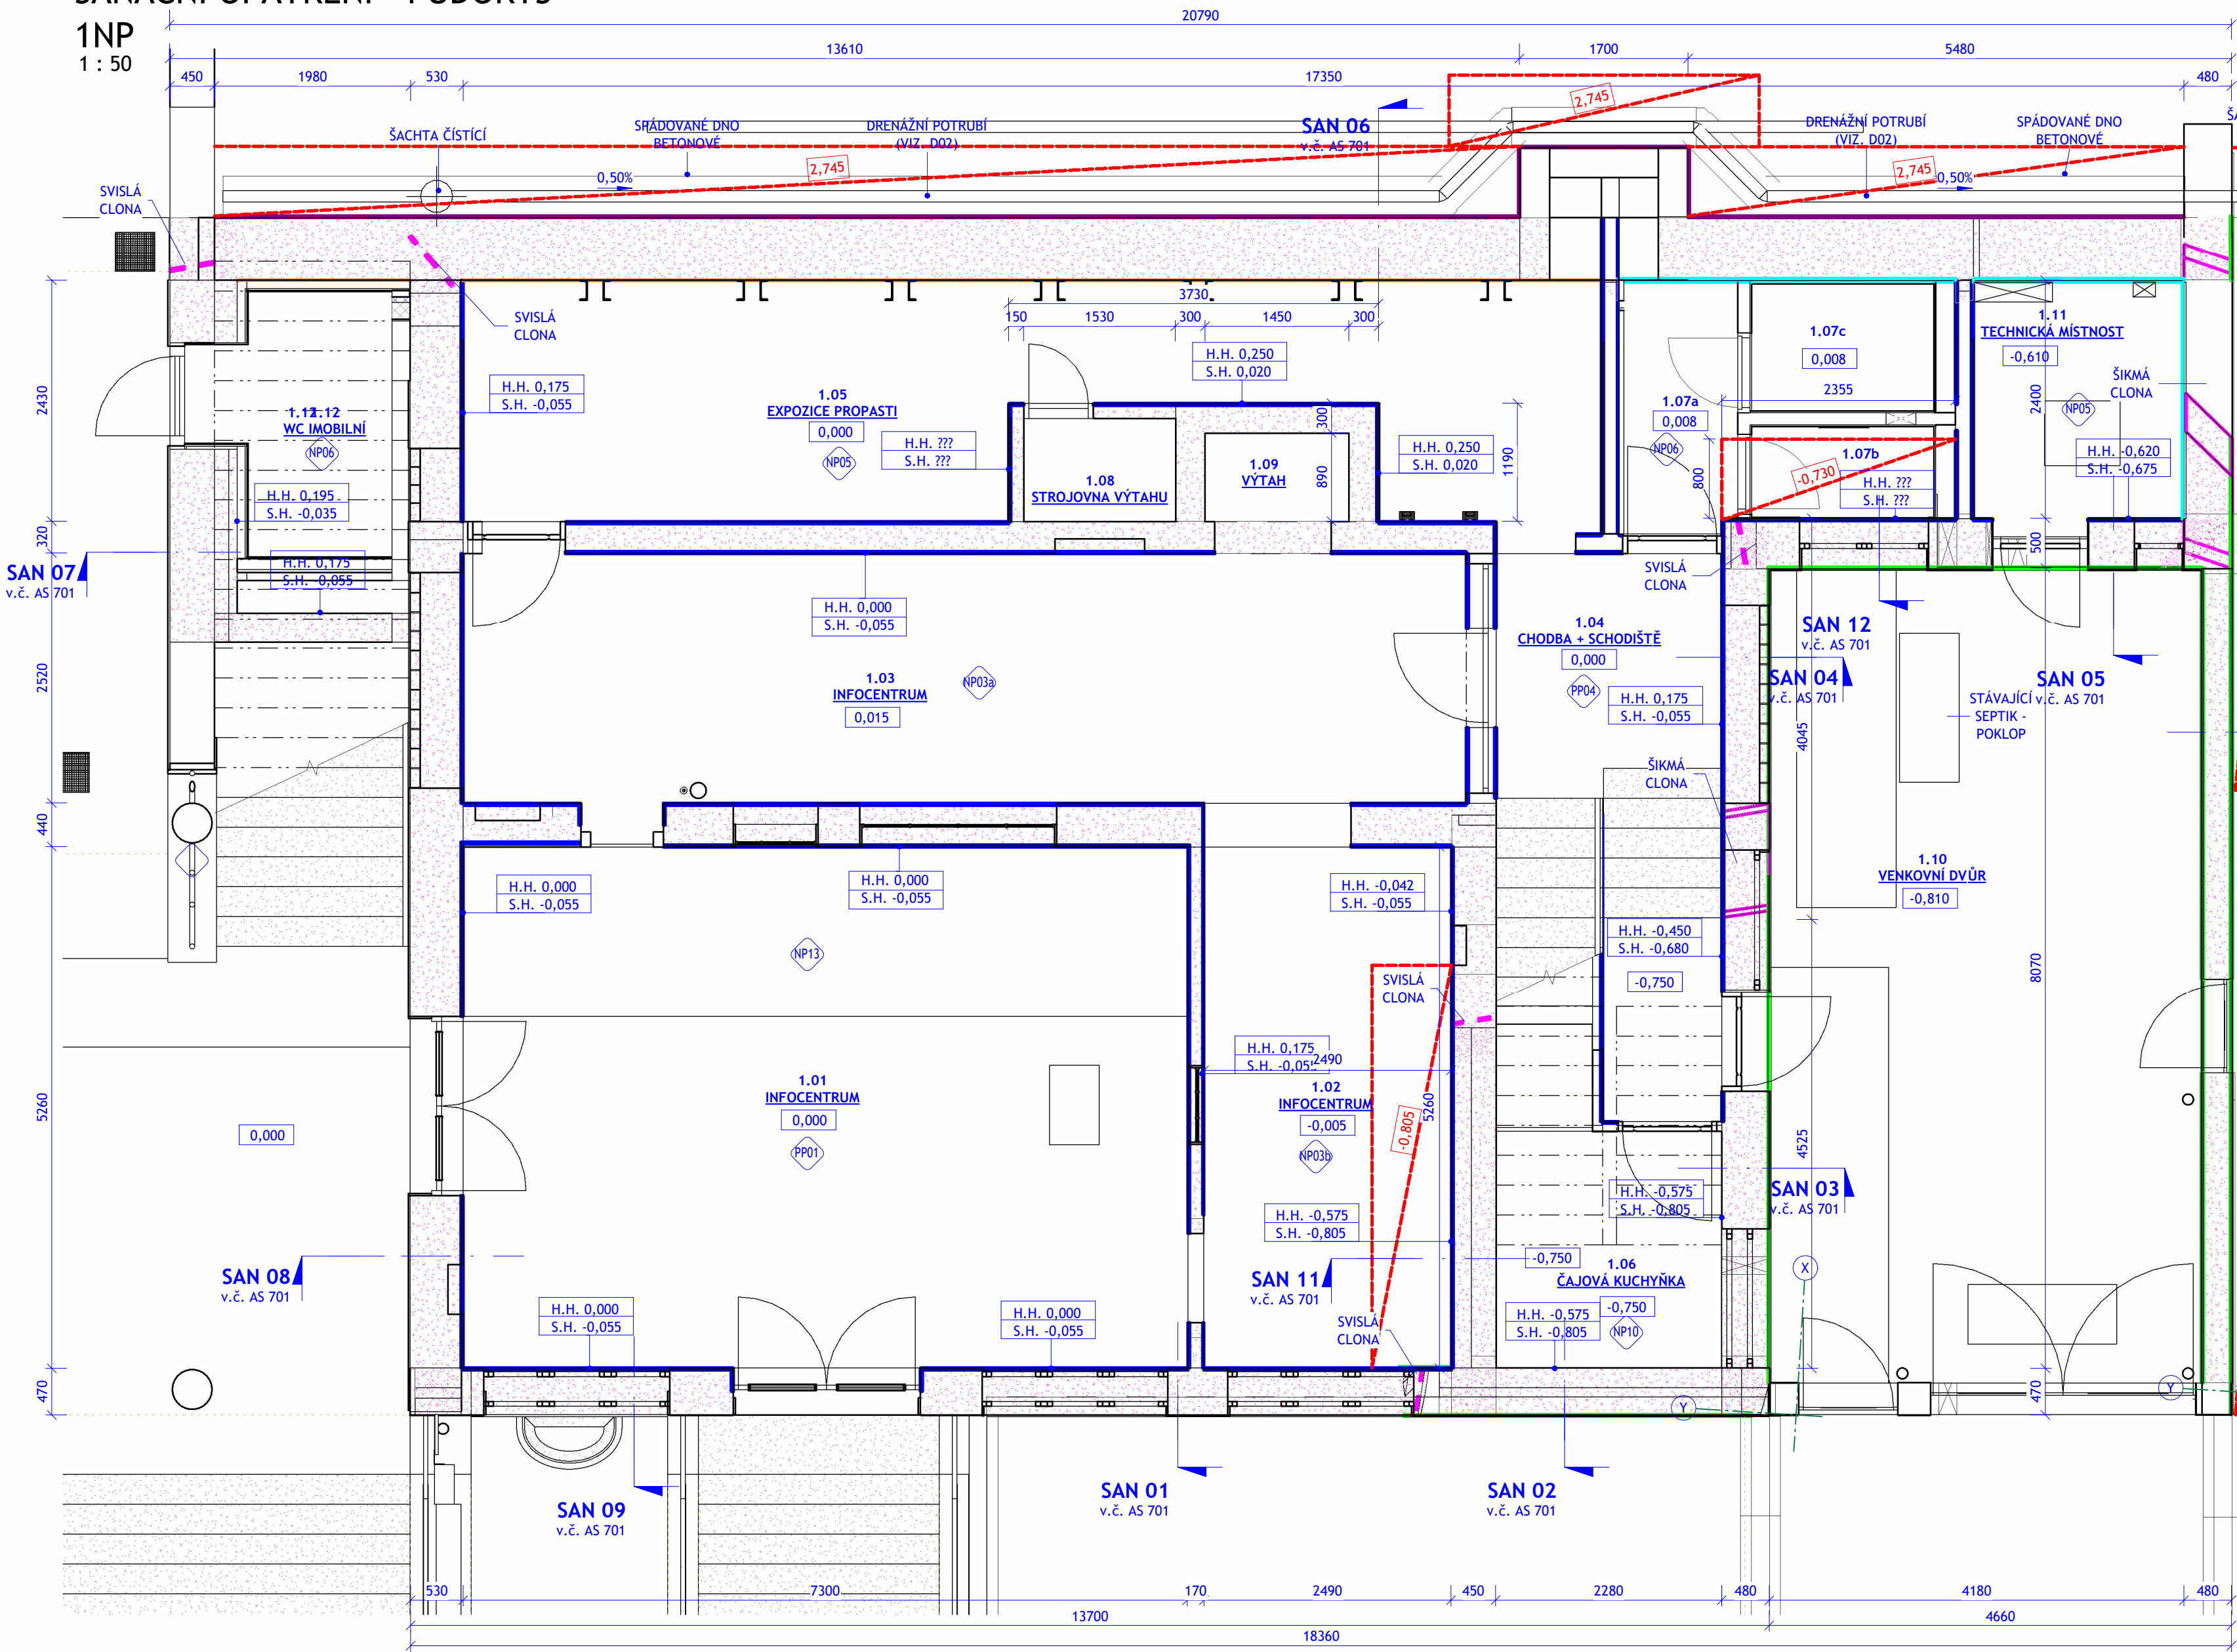 1NP
1 : 50
20790
13610
1700
5480
450
1980
530
17350
480
2,745
ŠACHTA ČÍSTÍCÍ
SPÁDOVANÉ DNO
BETONOVÉ
DRENÁŽNÍ POTRUBÍ
(VIZ. D02)
SAN 06
v.č. AS 701
DRENÁŽNÍ POTRUBÍ
(VIZ. D02)
SPÁDOVANÉ DNO
BETONOVÉ
2,745
0,50%
2,745
0,50%
SVISLÁ
CLONA
SVISLÁ
CLONA
3730
150
1530
300
1450
300
H.H. 0,250
S.H. 0,020
H.H. 0,175
S.H. -0,055
1.05
EXPOZICE PROPASTI
0,000
NP05
H.H. ???
S.H. ???
1.08
STROJOVNA VÝTAHU
1.09
VÝTAH
300
890
H.H. 0,250
S.H. 0,020
1190
1.07a
0,008
NP06
1.07c
0,008
2355
1.07b
-0,730
800
H.H. ???
S.H. ???
1.11
TECHNICKÁ MÍSTNOST
-0,610
2400
NP05
ŠIKMÁ
CLONA
H.H. -0,620
S.H. -0,675
500
2430
1.12
WC IMOBILNÍ
NP06
H.H. 0,195
S.H. -0,035
320
H.H. 0,175
S.H. -0,055
SAN 07
v.č. AS 701
H.H. 0,000
S.H. -0,055
1.03
INFOCENTRUM
0,015
NP03a
2520
1.04
CHODBA + SCHODIŠTĚ
0,000
PP04
H.H. 0,175
S.H. -0,055
SVISLÁ
CLONA
SAN 12
v.č. AS 701
SAN 04
v.č. AS 701
SAN 05
v.č. AS 701
STÁVAJÍCÍ
SEPTIK -
POKLOP
4045
ŠIKMÁ
CLONA
440
1.10
VENKOVNÍ DVŮR
-0,810
H.H. 0,000
S.H. -0,055
H.H. 0,000
S.H. -0,055
H.H. -0,042
S.H. -0,055
H.H. -0,450
S.H. -0,680
-0,750
NP13
SVISLÁ
CLONA
8070
H.H. 0,175
2490
1.01
INFOCENTRUM
0,000
PP01
1.02
INFOCENTRUM
-0,005
NP03b
5260
-0,805
5260
0,000
4525
H.H. -0,575
S.H. -0,805
SAN 03
v.č. AS 701
H.H. -0,575
S.H. -0,805
-0,750
1.06
ČAJOVÁ KUCHYŇKA
-0,750
NP10
SAN 08
v.č. AS 701
SAN 11
v.č. AS 701
X
H.H. 0,000
S.H. -0,055
H.H. 0,000
S.H. -0,055
SVISLÁ
CLONA
H.H. -0,575
S.H. -0,805
470
470
Y
Y
SAN 09
v.č. AS 701
SAN 01
v.č. AS 701
SAN 02
v.č. AS 701
530
7300
170
2490
450
2280
480
4180
480
13700
4660
18360